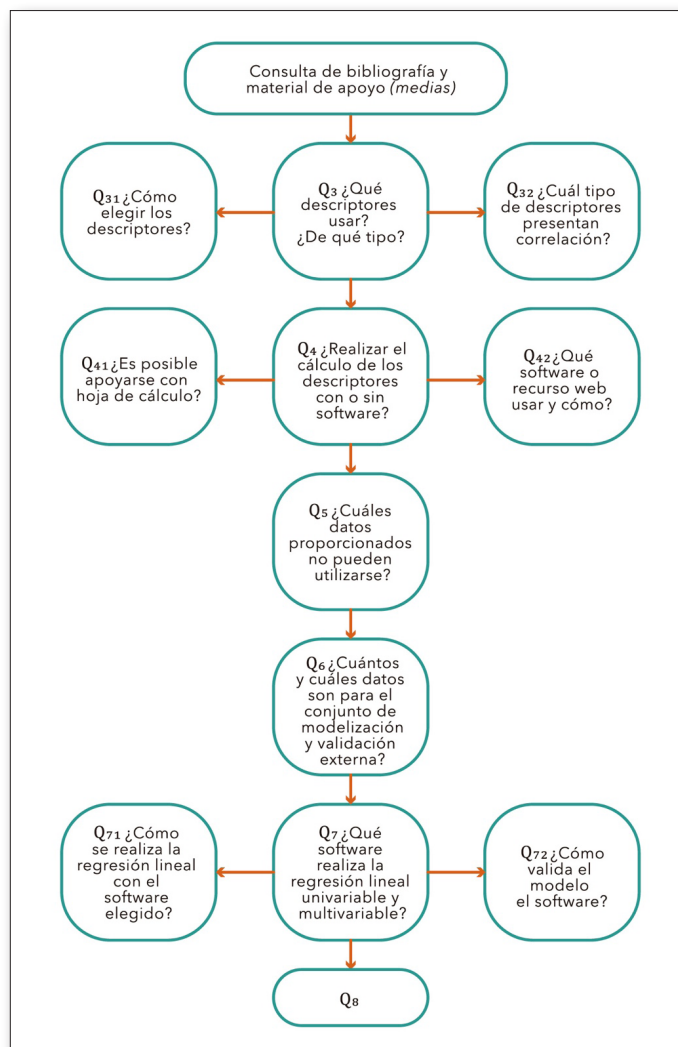 Consulta de bibliografía y
material de apoyo (medias)
Q31 ¿Cómo
elegir los
descriptores?
Q3 ¿Qué
descriptores
usar?
¿De qué tipo?
Q32 ¿Cuál tipo
de descriptores
presentan
correlación?
Q41 ¿Es posible
apoyarse con
hoja de cálculo?
Q4 ¿Realizar el
cálculo de los
descriptores
con o sin
software?
Q42 ¿Qué
software o
recurso web
usar y cómo?
Q5 ¿Cuáles
datos
proporcionados
no pueden
utilizarse?
Q6 ¿Cuántos
y cuáles datos
son para el
conjunto de
modelización
y validación
externa?
Q71 ¿Cómo
se realiza la
regresión lineal
con el
software
elegido?
Q7 ¿Qué
software
realiza la
regresión lineal
univariable y
multivariable?
Q72 ¿Cómo
valida el
modelo
el software?
Q8